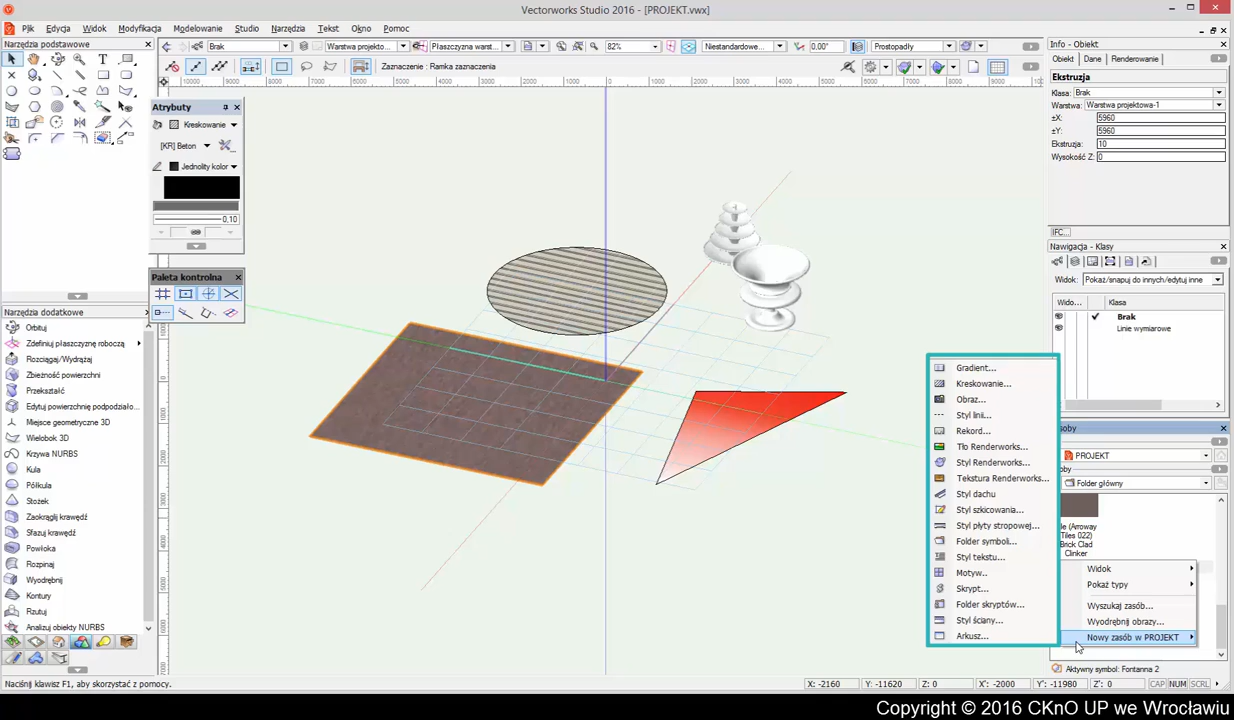 Vectorworks Studio 2016 - [PROJEKT.vwx]
Plik Edycja Widok Modyfikacja Modelowanie Studio Narzędzia Tekst Okno Pomoc
Narzędzia podstawowe
Brak
Warstwa projekto...
Płaszczyzna warst...
82%
Niestandardowe...
0.00°
Prostopadły
Zaznaczenie: Ramka zaznaczenia
Atrybuty
Kreskowanie
[KR] Beton
Jednolity kolor
0,10
Paleta kontrolna
Narzędzia dodatkowe
Orbituj
Zdefiniuj płaszczyznę roboczą
Rozciągaj/Wydrążaj
Zbieżność powierzchni
Przekształć
Edytuj powierzchnię podpodziało...
Miejsce geometryczne 3D
Wielobok 3D
Krzywa NURBS
Kula
Półkula
Stożek
Zaokrąglij krawędź
Sfazuj krawędź
Powłoka
Rozpinaj
Wyodrębnij
Kontury
Rzutuj
Analizuj obiekty NURBS
Info - Obiekt
Obiekt Dane Renderowanie
Ekstruzja
Klasa: Brak
Warstwa: Warstwa projektowa-1
±X: 5960
±Y: 5960
Ekstruzja: 10
Wysokość Z: 0
IFC...
Nawigacja - Klasy
Widok: Pokaż/snapuj do innych/edytuj inne
Wido... Klasa
Brak
Linie wymiarowe
PROJEKT
Folder główny
Brick Clad
Clinker
Gradient...
Kreskowanie...
Obraz...
Styl linii...
Rekord...
Tło Renderworks...
Styl Renderworks...
Tekstura Renderworks...
Styl dachu
Styl szkicowania...
Styl płyty stropowej...
Folder symboli...
Styl tekstu...
Motyw...
Skrypt...
Folder skryptów...
Styl ściany...
Arkusz...
Widok
Pokaż typy
Wyszukaj zasób...
Wyodrębnij obrazy...
Nowy zasób w PROJEKT
Aktywny symbol: Fontanna 2
Naciśnij klawisz F1, aby skorzystać z pomocy.
X: -2160 Y: -11620 Z: 0 X': -2000 Y': -11980 Z': 0 CAP NUM SCRL
Copyright © 2016 CKnO UP we Wrocławiu